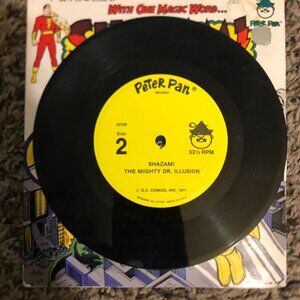 WITH ONE MAGIC WORD...
PETER PAN
PETER PAN®
RECORDS
Side
2
33⅓ RPM
SHAZAM!
THE MIGHTY DR. ILLUSION
© D.C. COMICS, INC. 1977